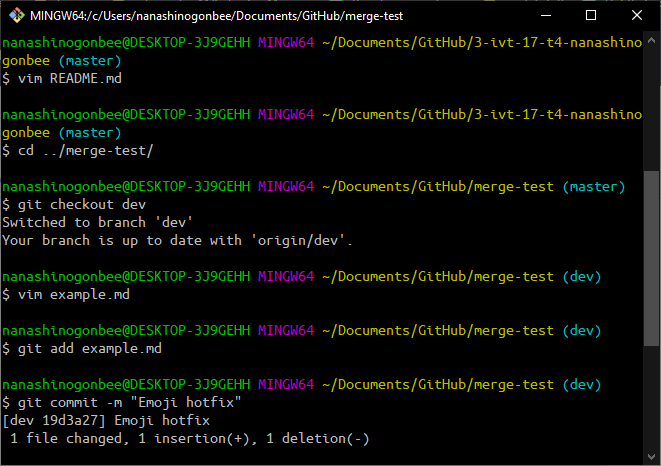 MINGW64:/c/Users/nanashinogonbee/Documents/GitHub/merge-test
nanashinogonbee@DESKTOP-3J9GEHH MINGW64 ~/Documents/GitHub/3-ivt-17-t4-nanashino
gonbee (master)
$ vim README.md
nanashinogonbee@DESKTOP-3J9GEHH MINGW64 ~/Documents/GitHub/3-ivt-17-t4-nanashino
gonbee (master)
$ cd ../merge-test/
nanashinogonbee@DESKTOP-3J9GEHH MINGW64 ~/Documents/GitHub/merge-test (master)
$ git checkout dev
Switched to branch 'dev'
Your branch is up to date with 'origin/dev'.
nanashinogonbee@DESKTOP-3J9GEHH MINGW64 ~/Documents/GitHub/merge-test (dev)
$ vim example.md
nanashinogonbee@DESKTOP-3J9GEHH MINGW64 ~/Documents/GitHub/merge-test (dev)
$ git add example.md
nanashinogonbee@DESKTOP-3J9GEHH MINGW64 ~/Documents/GitHub/merge-test (dev)
$ git commit -m "Emoji hotfix"
[dev 19d3a27] Emoji hotfix
 1 file changed, 1 insertion(+), 1 deletion(-)